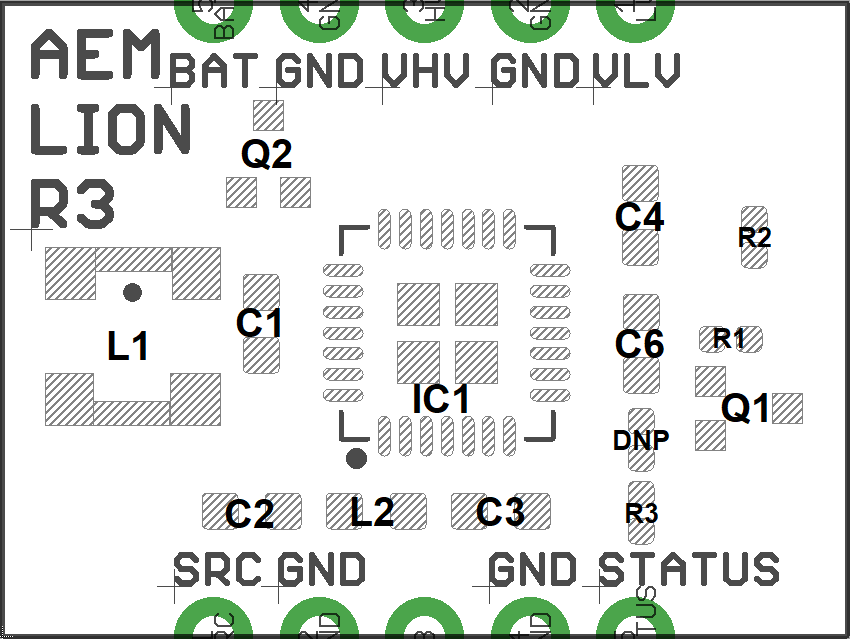 AEM
LION
R3
BAT GND VHV GND VLV
Q2
C4
R2
C1
L1
C6
R1
IC1
Q1
DNP
C2
L2
C3
R3
SRC GND GND STATUS